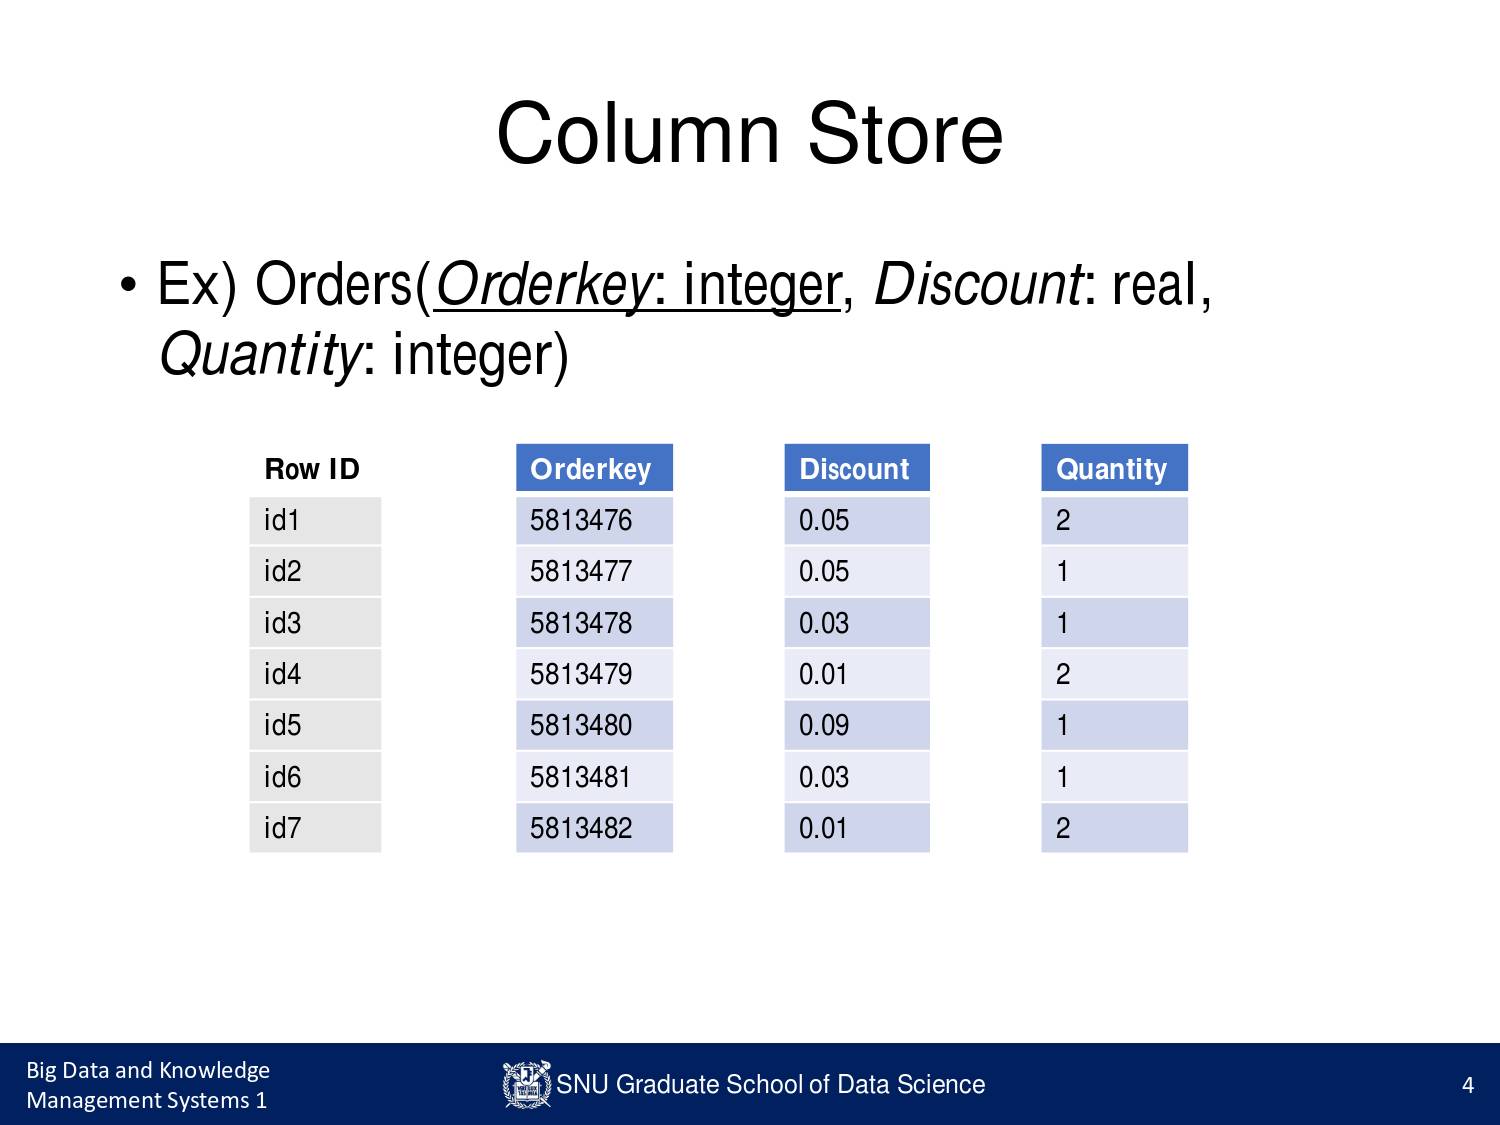 Column Store
• Ex) Orders(Orderkey: integer, Discount: real,
Quantity: integer)
Row ID Orderkey Discount Quantity
id1 5813476 0.05 2
id2 5813477 0.05 1
id3 5813478 0.03 1
id4 5813479 0.01 2
id5 5813480 0.09 1
id6 5813481 0.03 1
id7 5813482 0.01 2
Big Data and Knowledge
Management Systems 1
SNU Graduate School of Data Science
4